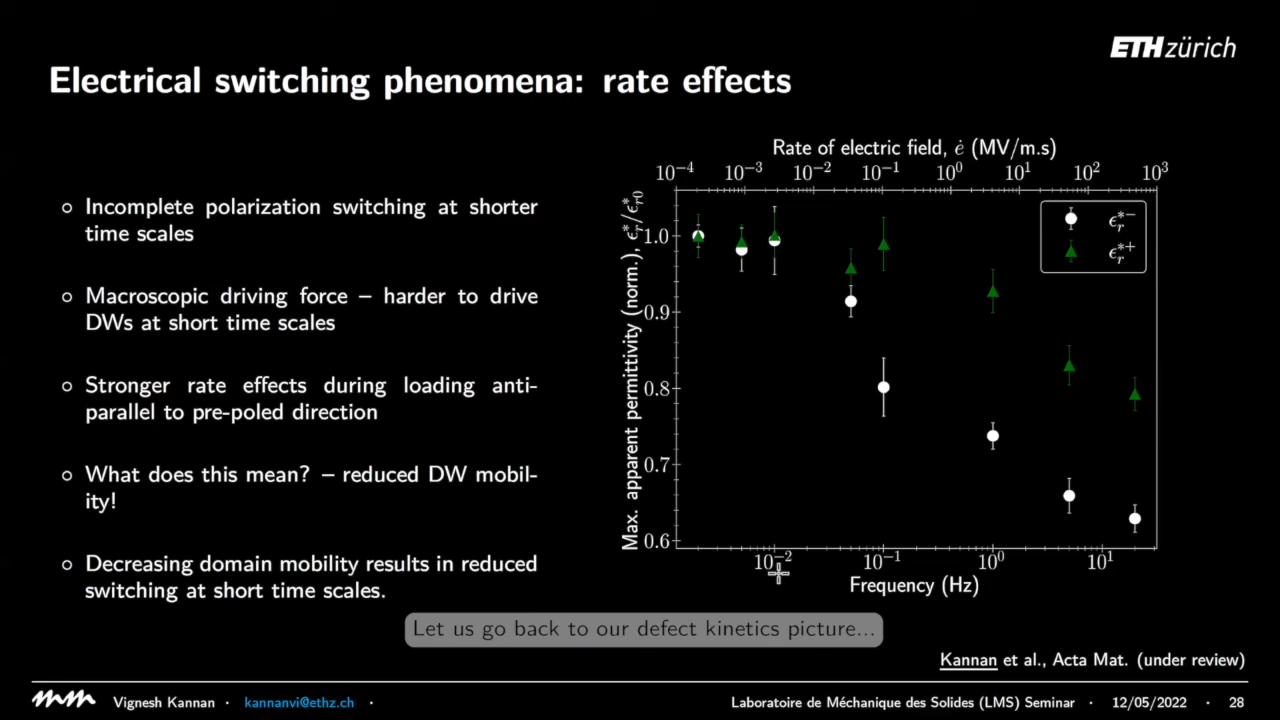 ETH zürich
Electrical switching phenomena: rate effects
Incomplete polarization switching at shorter
time scales
Macroscopic driving force – harder to drive
DWs at short time scales
Stronger rate effects during loading anti-
parallel to pre-poled direction
What does this mean? – reduced DW mobil-
ity!
Decreasing domain mobility results in reduced
switching at short time scales.
Rate of electric field, ė (MV/m.s)
10⁻⁴ 10⁻³ 10⁻² 10⁻¹ 10⁰ 10¹ 10² 10³
Max. apparent permittivity (norm.), ϵ*ᵣ/ϵ*ᵣ₀
1.0
0.9
0.8
0.7
0.6
ϵᵣ*⁻
ϵᵣ*⁺
10⁻² 10⁻¹ 10⁰ 10¹
Frequency (Hz)
Let us go back to our defect kinetics picture...
Kannan et al., Acta Mat. (under review)
mm Vignesh Kannan · kannanvi@ethz.ch · Laboratoire de Méchanique des Solides (LMS) Seminar · 12/05/2022 · 28